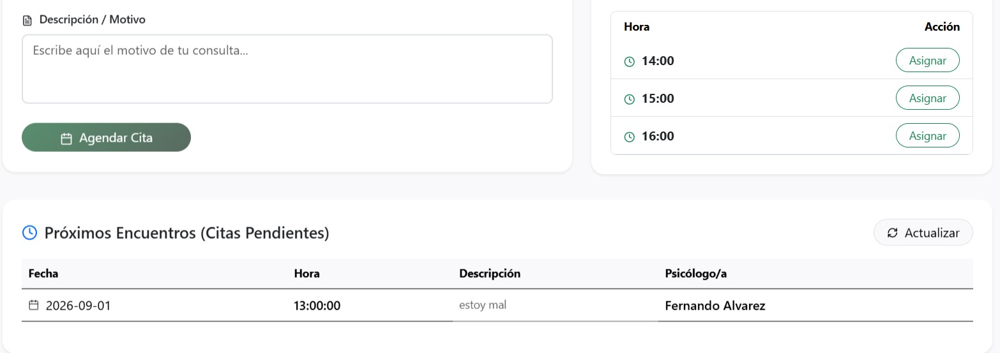 Descripción / Motivo
Escribe aquí el motivo de tu consulta...
Agendar Cita
Hora Acción
14:00 Asignar
15:00 Asignar
16:00 Asignar
Próximos Encuentros (Citas Pendientes) Actualizar
Fecha Hora Descripción Psicólogo/a
2026-09-01 13:00:00 estoy mal Fernando Alvarez